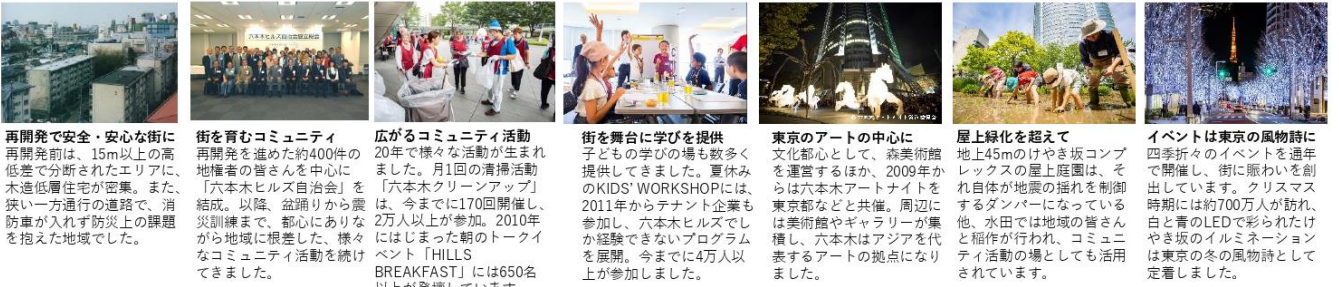 六本木ヒルズ自治会設立総会
再開発で安全・安心な街に
再開発前は、15m以上の高
低差で分断されたエリアに、
木造低層住宅が密集。また、
狭い一方通行の道路で、消
防車が入れず防災上の課題
を抱えた地域でした。
街を育むコミュニティ
再開発を進めた約400件の
地権者の皆さんを中心に
「六本木ヒルズ自治会」を
結成。以降、盆踊りから震
災訓練まで、都心にありな
がら地域に根差した、様々
なコミュニティ活動を続け
てきました。
広がるコミュニティ活動
20年で様々な活動が生まれ
ました。月1回の清掃活動
「六本木クリーンアップ」
は、今までに170回開催し、
2万人以上が参加。2010年
にはじまった朝のトークイ
ベント「HILLS
BREAKFAST」には650名
以上が登壇しています。
街を舞台に学びを提供
子どもの学びの場も数多く
提供してきました。夏休み
のKIDS' WORKSHOPには、
2011年からテナント企業も
参加し、六本木ヒルズでし
か経験できないプログラム
を展開。今までに4万人以
上が参加しました。
東京のアートの中心に
文化都心として、森美術館
を運営するほか、2009年か
らは六本木アートナイトを
東京都などと共催。周辺に
は美術館やギャラリーが集
積し、六本木はアジアを代
表するアートの拠点になり
ました。
屋上緑化を超えて
地上45mのけやき坂コンプ
レックスの屋上庭園は、そ
れ自体が地震の揺れを制御
するダンパーになっている
他、水田では地域の皆さん
と稲作が行われ、コミュニ
ティ活動の場としても活用
されています。
イベントは東京の風物詩に
四季折々のイベントを通年
で開催し、街に賑わいを創
出しています。クリスマス
時期には約700万人が訪れ、
白と青のLEDで彩られたけ
やき坂のイルミネーション
は東京の冬の風物詩として
定着しました。